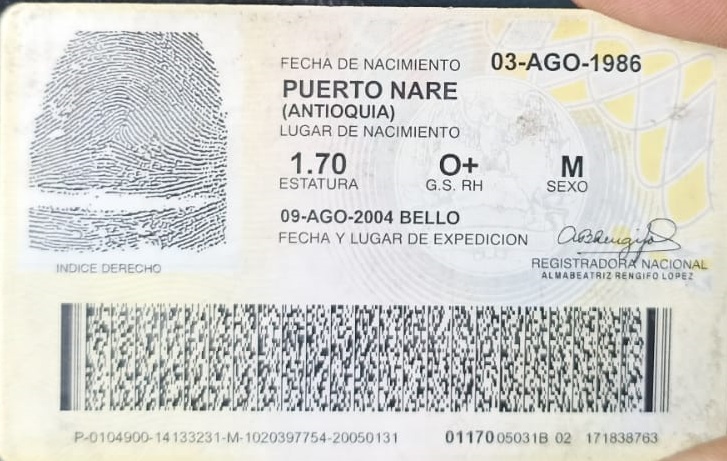 FECHA DE NACIMIENTO 03-AGO-1986
PUERTO NARE
(ANTIOQUIA)
LUGAR DE NACIMIENTO
1.70 O+ M
ESTATURA G.S. RH SEXO
09-AGO-2004 BELLO
FECHA Y LUGAR DE EXPEDICION
INDICE DERECHO
REGISTRADORA NACIONAL
ALMABEATRIZ RENGIFO LOPEZ
P-0104900-14133231-M-1020397754-20050131 01170 05031B 02 171838763